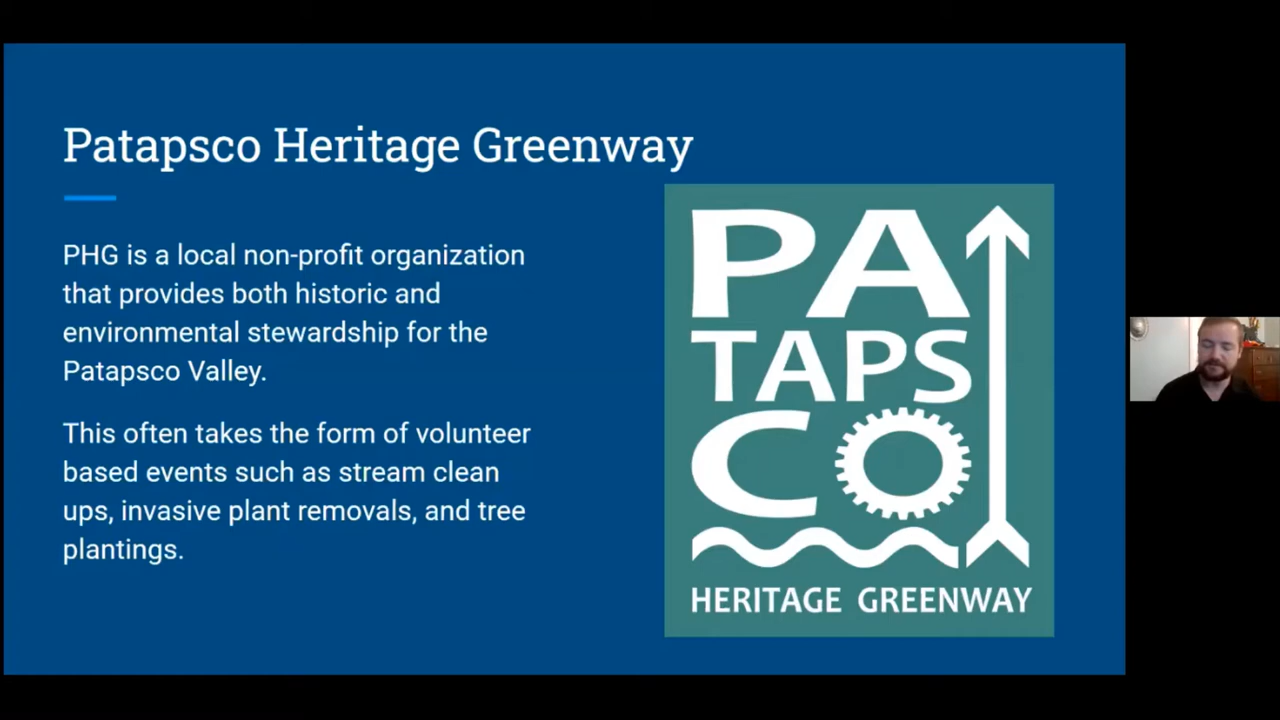 Patapsco Heritage Greenway
PHG is a local non-profit organization
that provides both historic and
environmental stewardship for the
Patapsco Valley.
This often takes the form of volunteer
based events such as stream clean
ups, invasive plant removals, and tree
plantings.
PA
TAPS
CO
HERITAGE GREENWAY